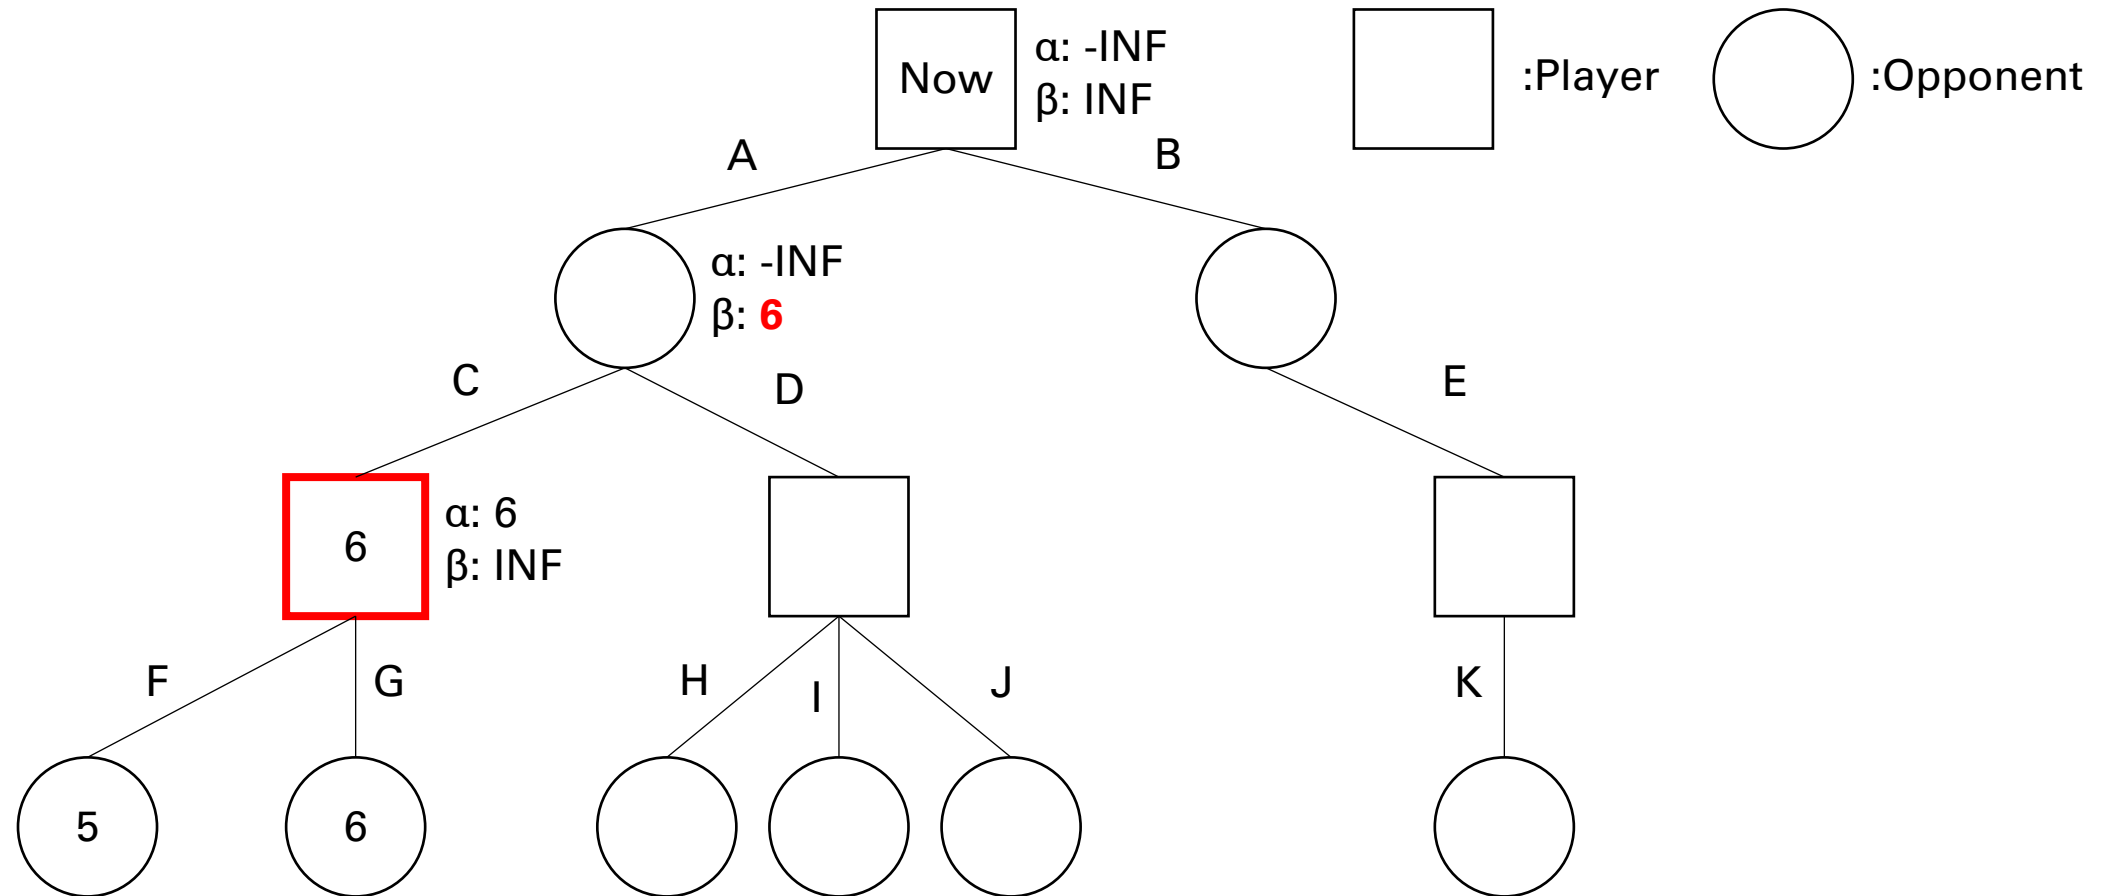 Now
α: -INF
β: INF
:Player
:Opponent
A
B
α: -INF
β: 6
C
D
E
6
α: 6
β: INF
F
G
H
I
J
K
5
6